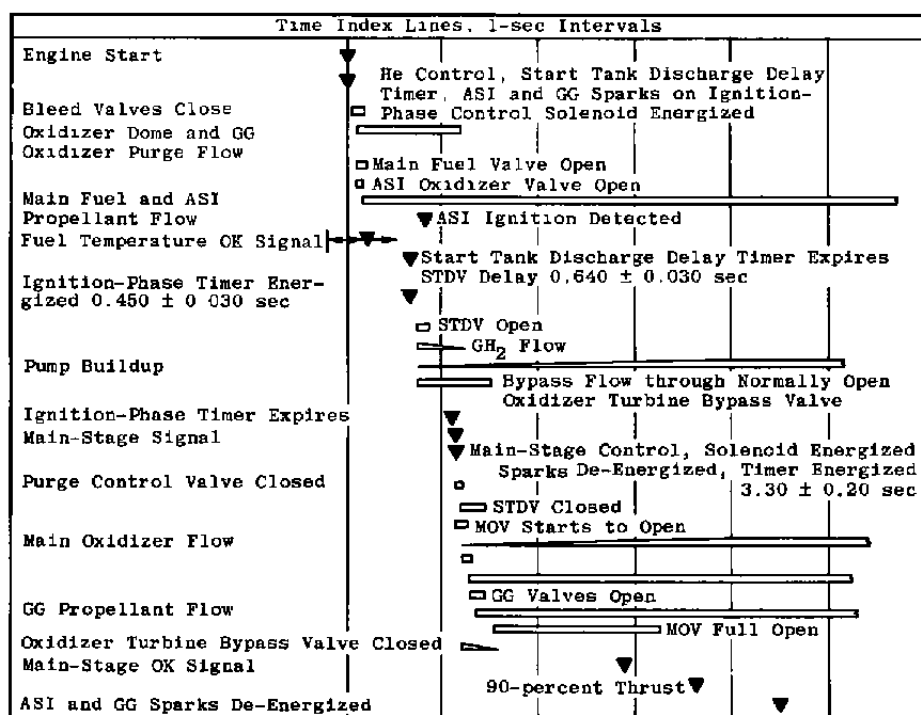 Time Index Lines, 1-sec Intervals
Engine Start
He Control, Start Tank Discharge Delay
Timer, ASI and GG Sparks on Ignition-
Bleed Valves Close
Phase Control Solenoid Energized
Oxidizer Dome and GG
Oxidizer Purge Flow
Main Fuel Valve Open
ASI Oxidizer Valve Open
Main Fuel and ASI
Propellant Flow
ASI Ignition Detected
Fuel Temperature OK Signal
Start Tank Discharge Delay Timer Expires
Ignition-Phase Timer Ener-
STDV Delay 0.640 ± 0.030 sec
gized 0.450 ± 0 030 sec
STDV Open
GH2 Flow
Pump Buildup
Bypass Flow through Normally Open
Oxidizer Turbine Bypass Valve
Ignition-Phase Timer Expires
Main-Stage Signal
Main-Stage Control, Solenoid Energized
Sparks De-Energized, Timer Energized
Purge Control Valve Closed
3.30 ± 0.20 sec
STDV Closed
MOV Starts to Open
Main Oxidizer Flow
GG Valves Open
GG Propellant Flow
MOV Full Open
Oxidizer Turbine Bypass Valve Closed
Main-Stage OK Signal
90-percent Thrust
ASI and GG Sparks De-Energized